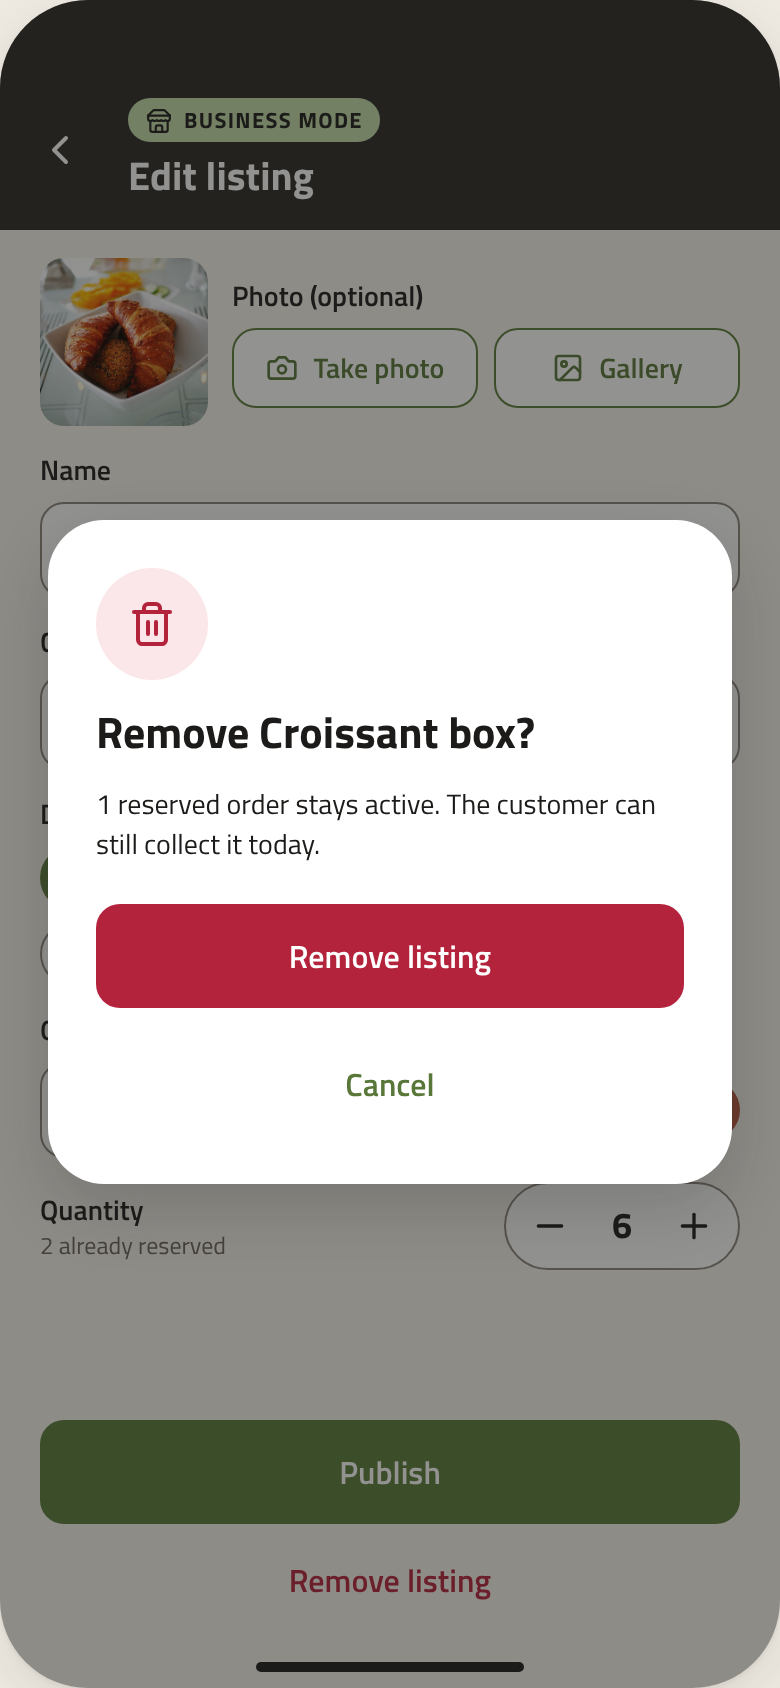 BUSINESS MODE
Edit listing
Photo (optional)
Take photo
Gallery
Name
Remove Croissant box?
1 reserved order stays active. The customer can
still collect it today.
Remove listing
Cancel
Quantity
2 already reserved
6
Publish
Remove listing